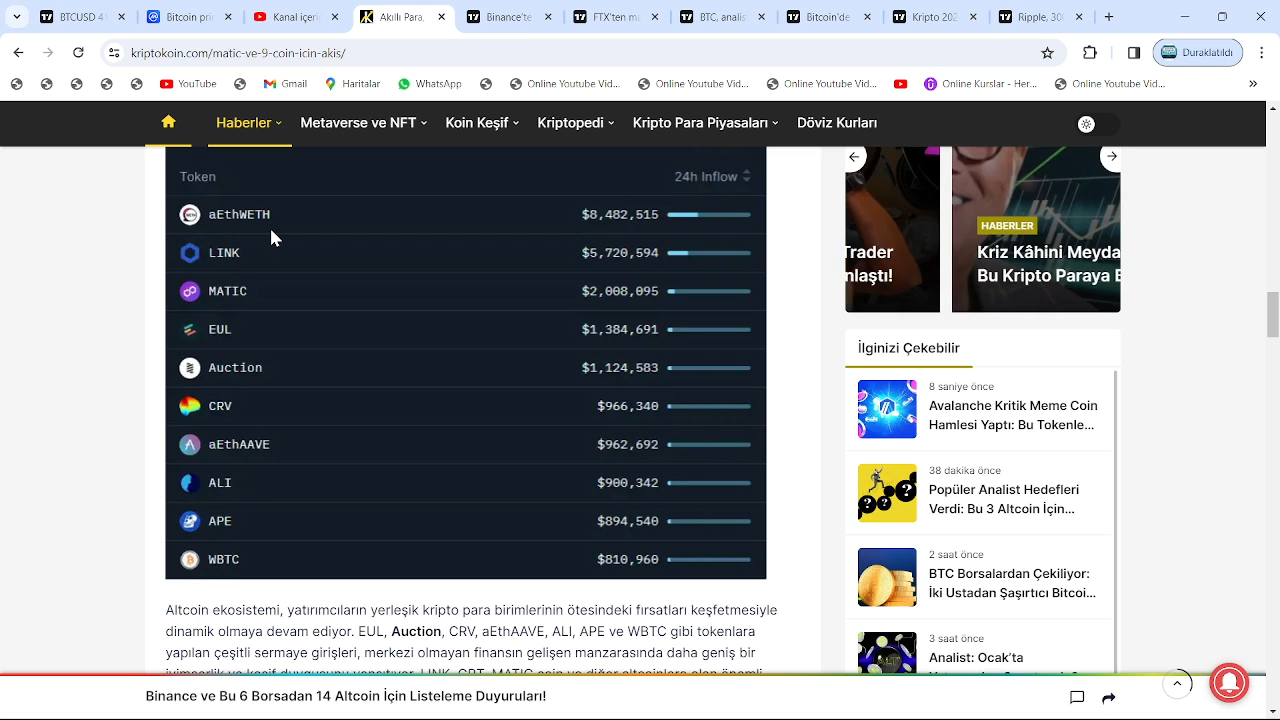 BTCUSD 41
Bitcoin pri
Kanal içeri
Akıllı Para,
Binance'te
FTX'ten mu
BTC, analis
Bitcoin'de
Kripto 202
Ripple, 300
kriptokoin.com/matic-ve-9-coin-icin-akis/
Duraklatıldı
YouTube
Gmail
Haritalar
WhatsApp
Online Youtube Vid...
Online Youtube Vid...
Online Youtube Vid...
Online Kurslar - Her...
Online Youtube Vid...
Haberler
Metaverse ve NFT
Koin Keşif
Kriptopedi
Kripto Para Piyasaları
Döviz Kurları
Token 24h Inflow
aEthWETH $8,482,515
LINK $5,720,594
MATIC $2,008,095
EUL $1,384,691
Auction $1,124,583
CRV $966,340
aEthAAVE $962,692
ALI $900,342
APE $894,540
WBTC $810,960
Altcoin ekosistemi, yatırımcıların yerleşik kripto para birimlerinin ötesindeki fırsatları keşfetmesiyle
dinamik olmaya devam ediyor. EUL, Auction, CRV, aEthAAVE, ALI, APE ve WBTC gibi tokenlara
yapılan çeşitli sermaye girişleri, merkezi olmayan finansın gelişen manzarasında daha geniş bir
Trader
nlaştı!
HABERLER
Kriz Kâhini Meyda
Bu Kripto Paraya E
İlginizi Çekebilir
8 saniye önce
Avalanche Kritik Meme Coin
Hamlesi Yaptı: Bu Tokenle...
38 dakika önce
Popüler Analist Hedefleri
Verdi: Bu 3 Altcoin İçin...
2 saat önce
BTC Borsalardan Çekiliyor:
İki Ustadan Şaşırtıcı Bitcoi...
3 saat önce
Analist: Ocak'ta
Binance ve Bu 6 Borsadan 14 Altcoin İçin Listeleme Duyuruları!